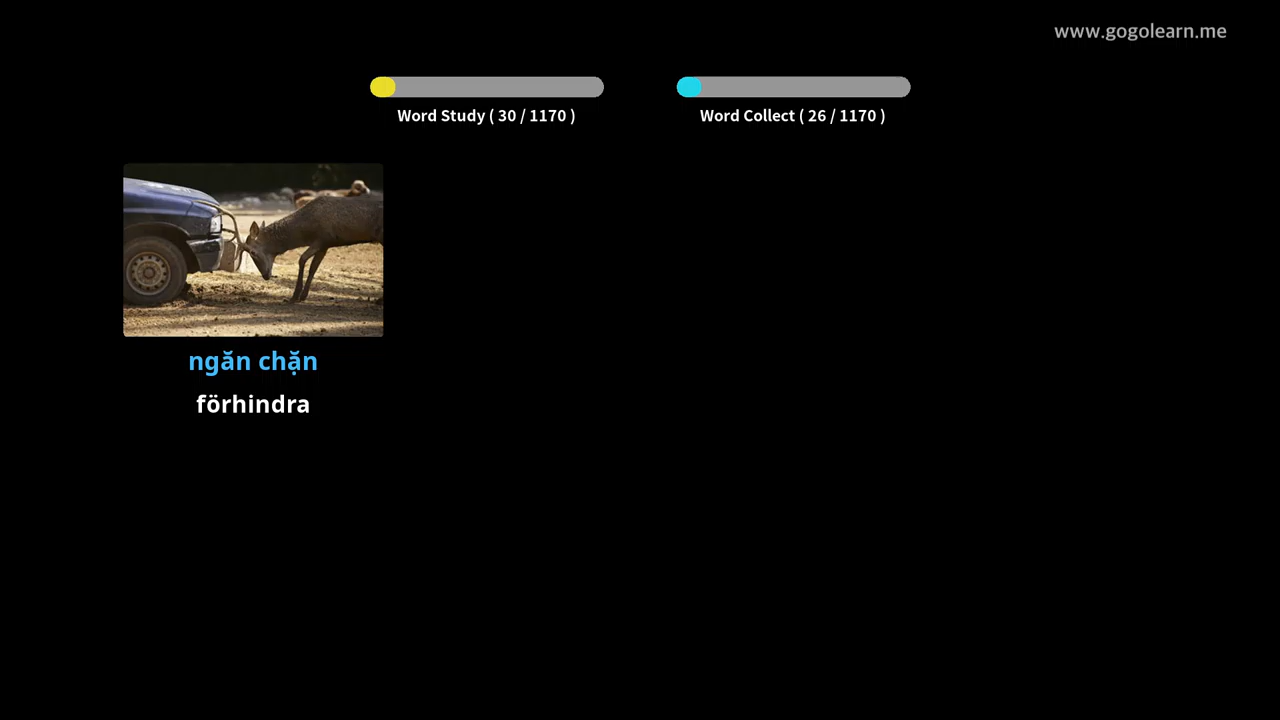 www.gogolearn.me
Word Study ( 30 / 1170 )
Word Collect ( 26 / 1170 )
ngăn chặn
förhindra